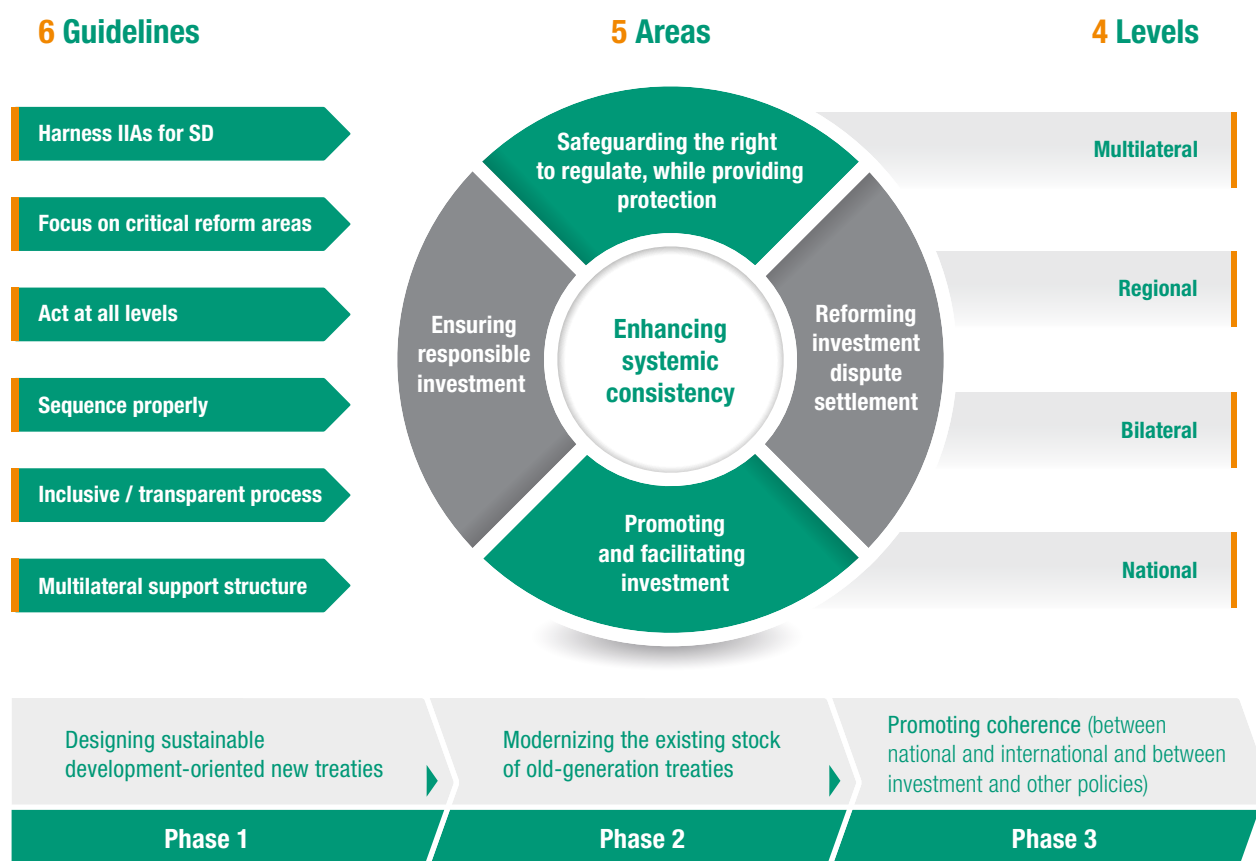 6 Guidelines
Harness IIAs for SD
Focus on critical reform areas
Act at all levels
Sequence properly
Inclusive / transparent process
Multilateral support structure
5 Areas
Safeguarding the right
to regulate, while providing
protection
Ensuring
responsible
investment
Enhancing
systemic
consistency
Reforming
investment
dispute
settlement
Promoting
and facilitating
investment
4 Levels
Multilateral
Regional
Bilateral
National
Designing sustainable
development-oriented new treaties
Phase 1
Modernizing the existing stock
of old-generation treaties
Phase 2
Promoting coherence (between
national and international and between
investment and other policies)
Phase 3